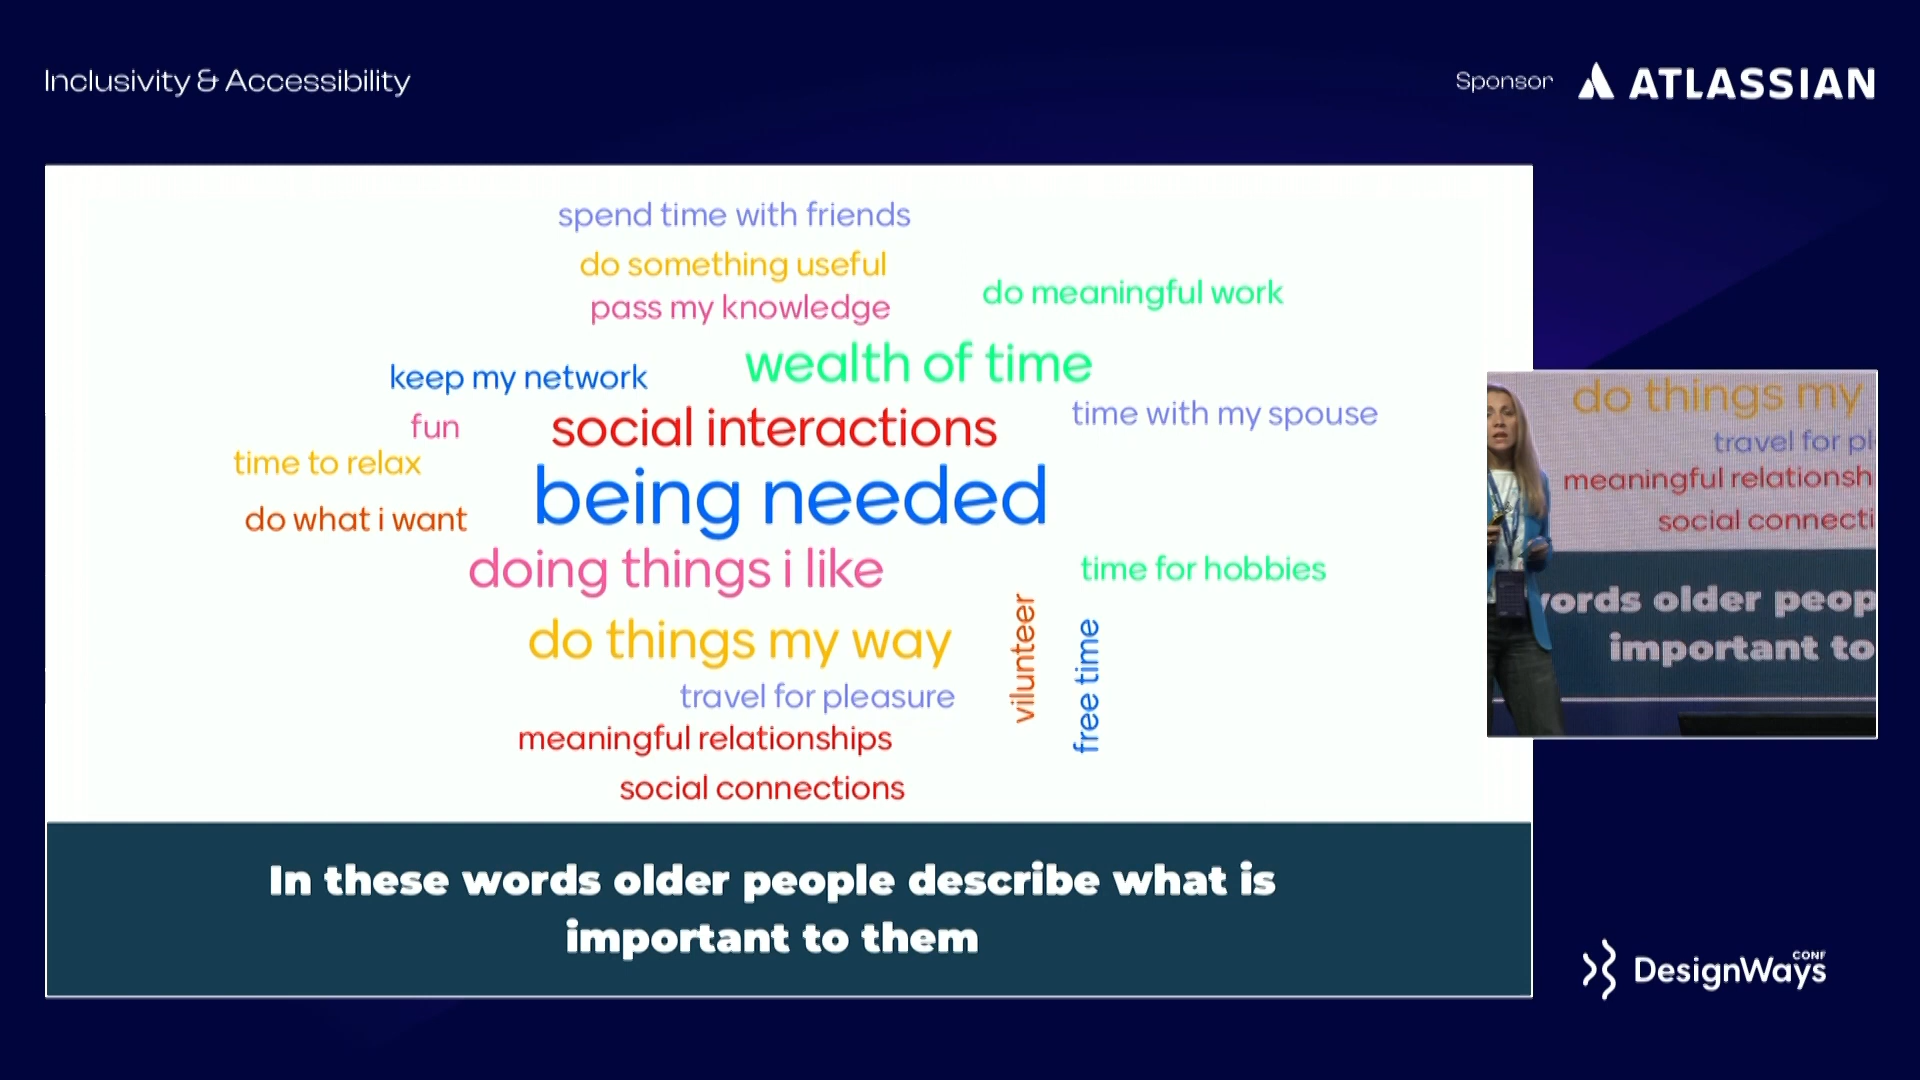 Inclusivity & Accessibility
Sponsor ATLASSIAN
spend time with friends
do something useful
do meaningful work
pass my knowledge
wealth of time
keep my network
time with my spouse
fun
social interactions
time to relax
being needed
do what i want
doing things i like
time for hobbies
vilunteer
free time
do things my way
travel for pleasure
meaningful relationships
social connections
In these words older people describe what is
important to them
do things my
travel for pl
meaningful relationsh
social connecti
words older peop
important to
DesignWays CONF